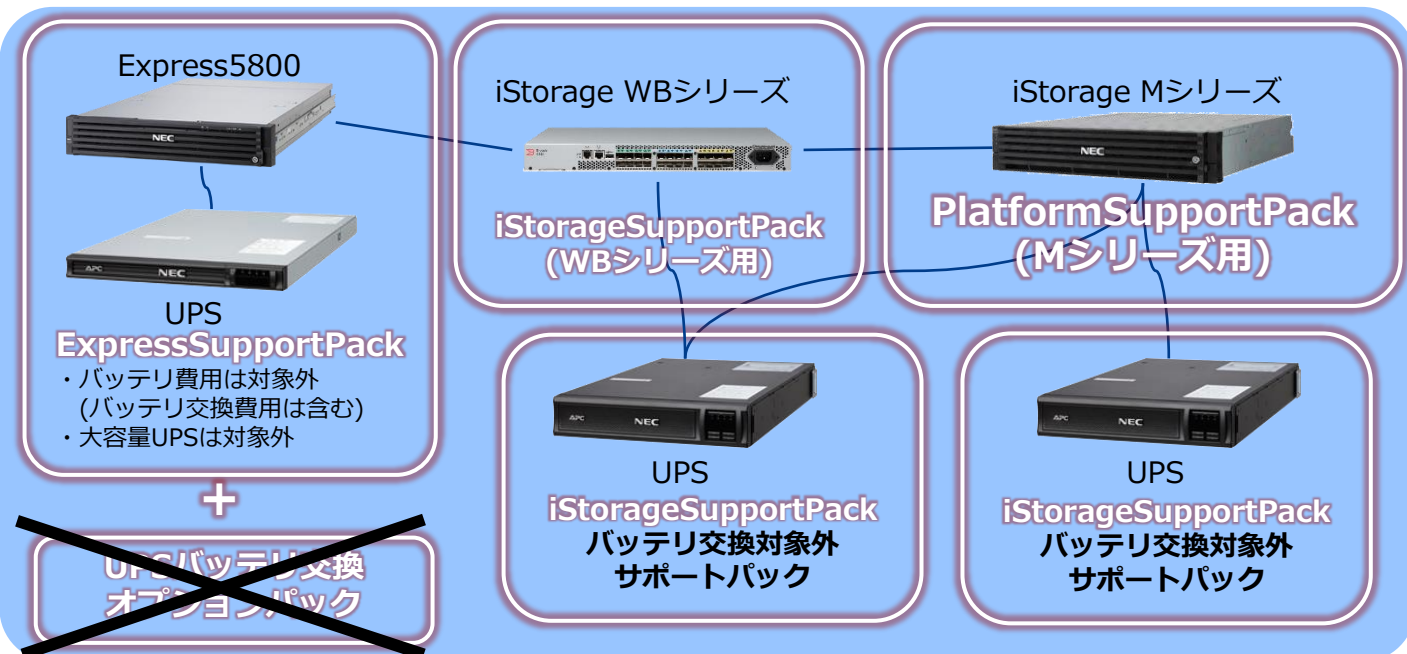 Express5800
NEC
APC NEC
UPS
ExpressSupportPack
・バッテリ費用は対象外
(バッテリ交換費用は含む)
・大容量UPSは対象外
+
UPSバッテリ交換
オプションパック
iStorage WBシリーズ
iStorageSupportPack
(WBシリーズ用)
iStorage Mシリーズ
NEC
PlatformSupportPack
(Mシリーズ用)
APC NEC
UPS
iStorageSupportPack
バッテリ交換対象外
サポートパック
APC NEC
UPS
iStorageSupportPack
バッテリ交換対象外
サポートパック